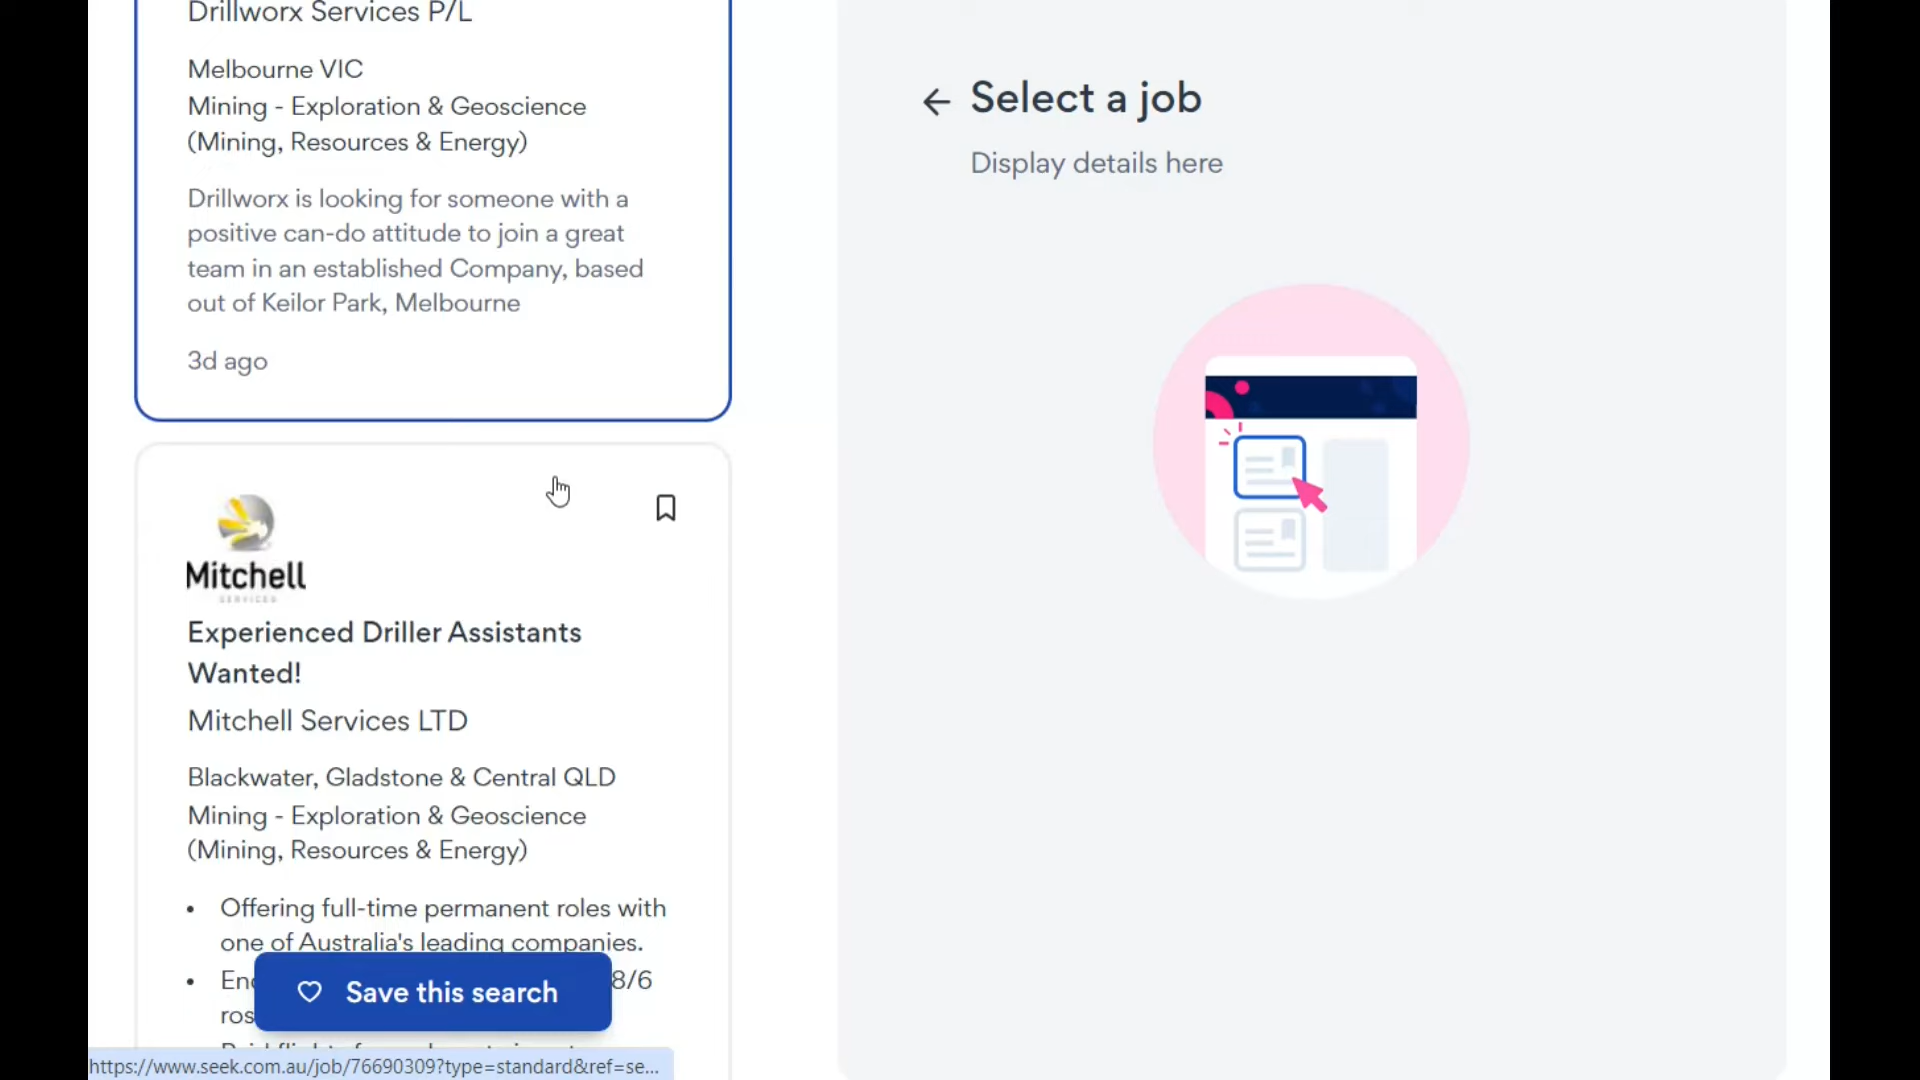 Drillworx Services P/L
Melbourne VIC
Mining - Exploration & Geoscience
(Mining, Resources & Energy)
Drillworx is looking for someone with a
positive can-do attitude to join a great
team in an established Company, based
out of Keilor Park, Melbourne
3d ago
Mitchell
SERVICES
Experienced Driller Assistants
Wanted!
Mitchell Services LTD
Blackwater, Gladstone & Central QLD
Mining - Exploration & Geoscience
(Mining, Resources & Energy)
• Offering full-time permanent roles with
one of Australia's leading companies.
8/6
Save this search
https://www.seek.com.au/job/76690309?type=standard&ref=se...
Select a job
Display details here